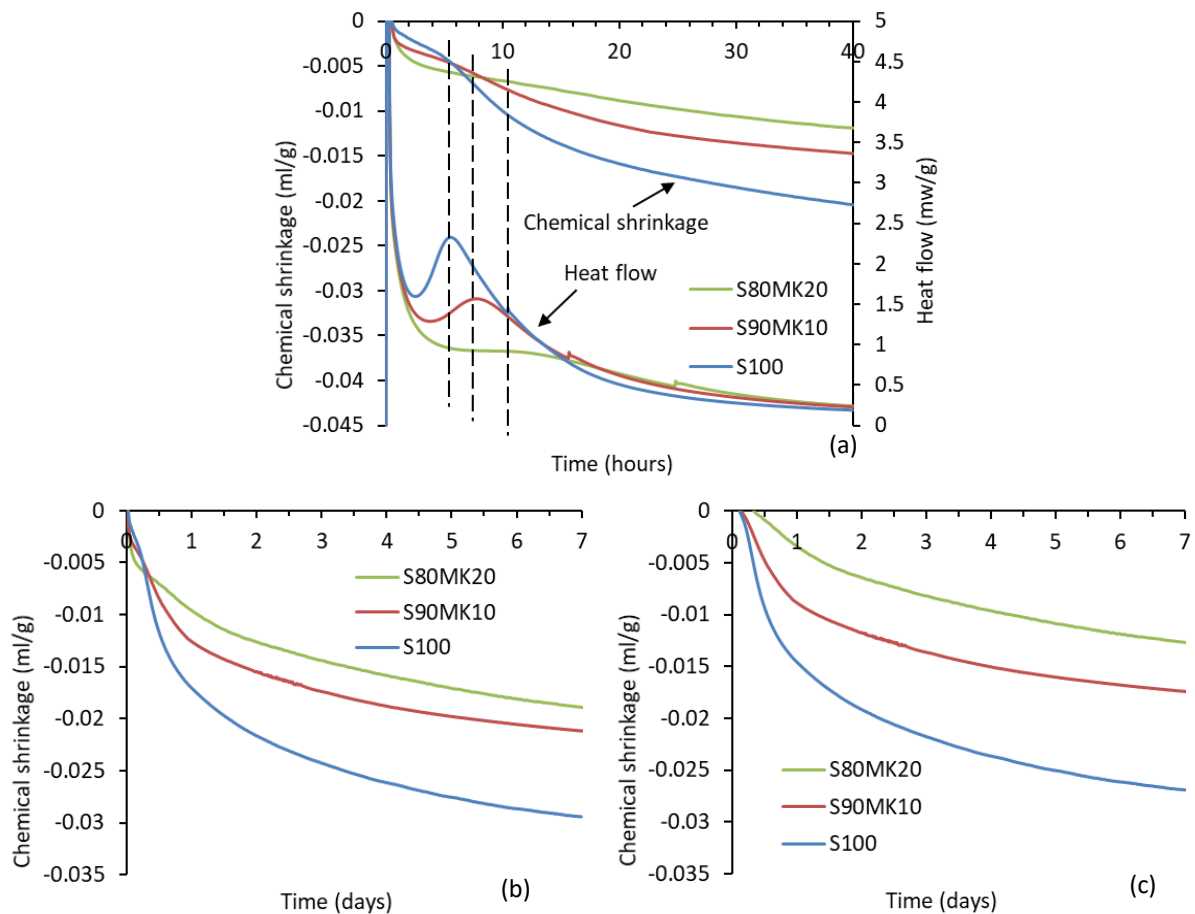 0
-0.005
-0.01
-0.015
-0.02
-0.025
-0.03
-0.035
-0.04
-0.045
Chemical shrinkage (ml/g)
0 10 20 30 40
5
4.5
4
3.5
3
2.5
2
1.5
1
0.5
0
Heat flow (mw/g)
Chemical shrinkage
Heat flow
S80MK20
S90MK10
S100
(a)
Time (hours)
0
-0.005
-0.01
-0.015
-0.02
-0.025
-0.03
-0.035
Chemical shrinkage (ml/g)
0 1 2 3 4 5 6 7
S80MK20
S90MK10
S100
Time (days)
(b)
0
-0.005
-0.01
-0.015
-0.02
-0.025
-0.03
-0.035
Chemical shrinkage (ml/g)
0 1 2 3 4 5 6 7
S80MK20
S90MK10
S100
Time (days)
(c)